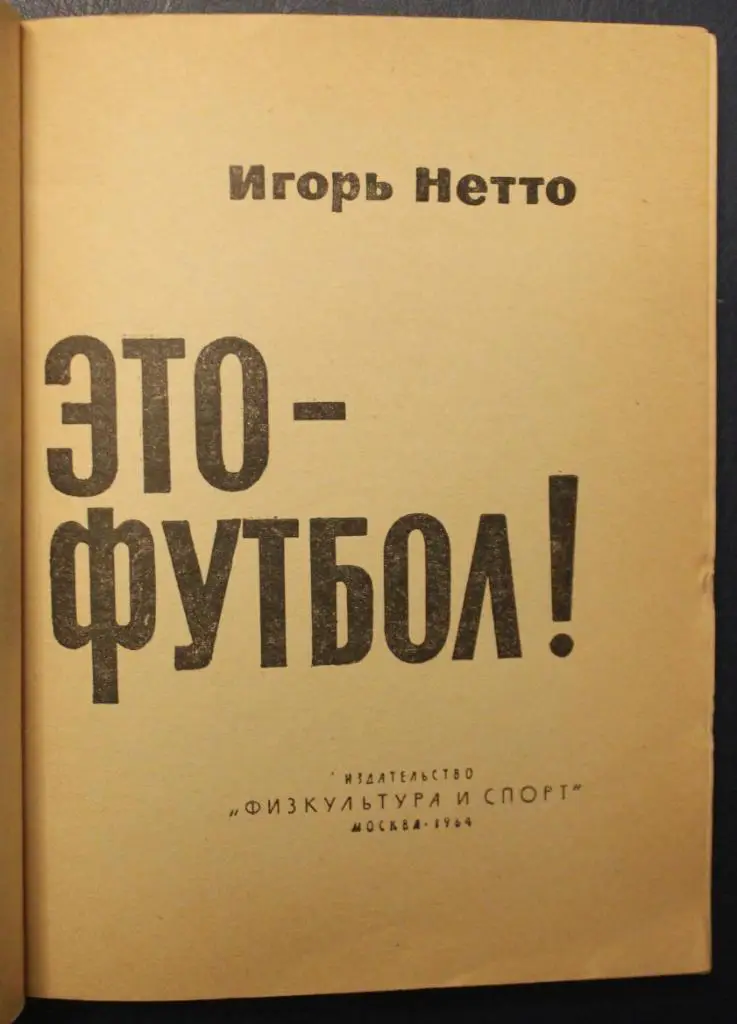 Игорь Нетто
ЭТО-
ФУТБОЛ!
ИЗДАТЕЛЬСТВО
„ФИЗКУЛЬТУРА И СПОРТ"
МОСКВА·1964